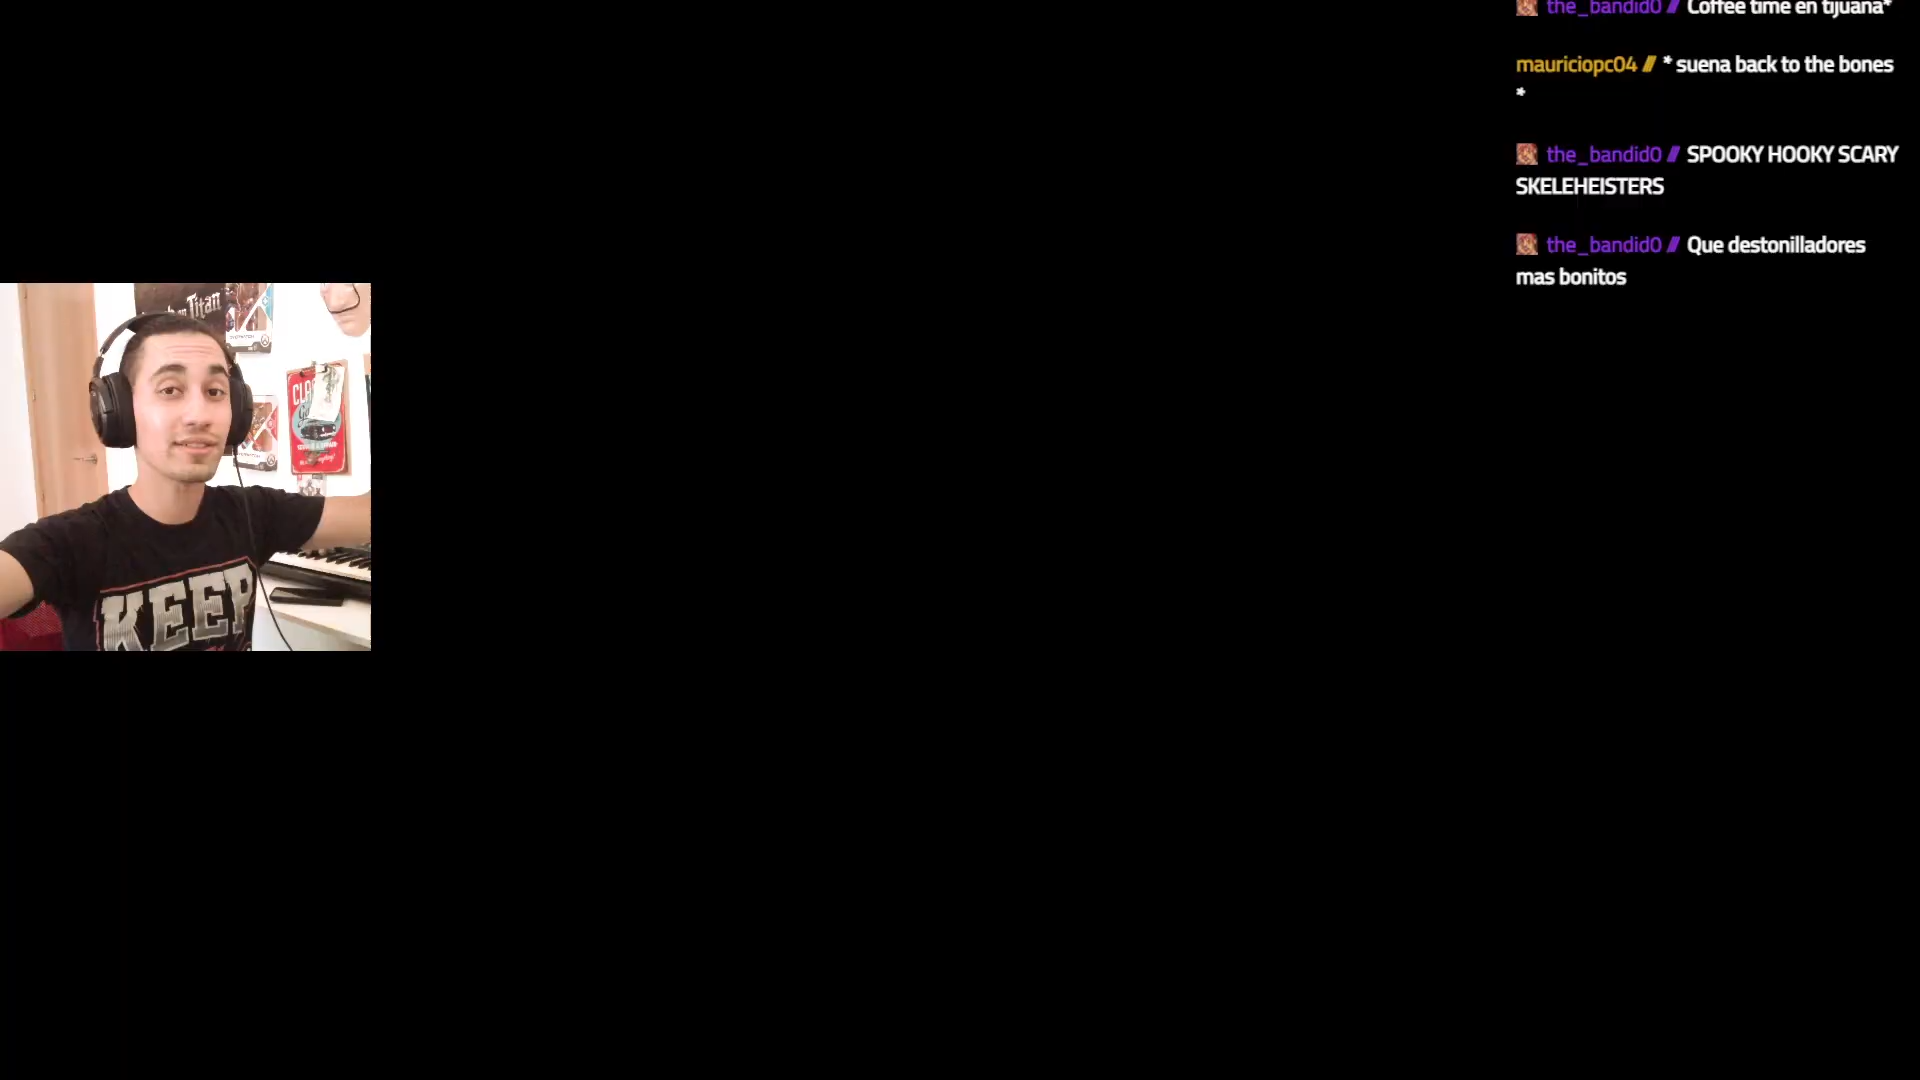 the_bandid0 // Coffee time en tijuana*
mauriciopc04 // * suena back to the bones
*
the_bandid0 // SPOOKY HOOKY SCARY
SKELEHEISTERS
the_bandid0 // Que destonilladores
mas bonitos
Titan
CLA
KEEP